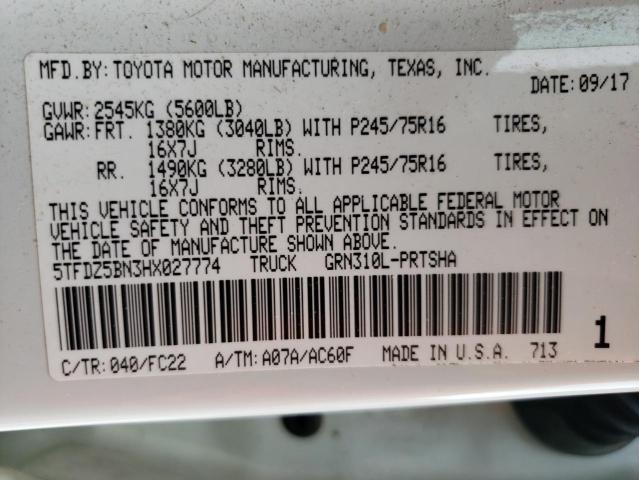 MFD.BY:TOYOTA MOTOR MANUFACTURING, TEXAS, INC.
DATE:09/17
GVWR:2545KG (5600LB)
GAWR:FRT. 1380KG (3040LB) WITH P245/75R16 TIRES,
16X7J RIMS.
RR. 1490KG (3280LB) WITH P245/75R16 TIRES,
16X7J RIMS.
THIS VEHICLE CONFORMS TO ALL APPLICABLE FEDERAL MOTOR
VEHICLE SAFETY AND THEFT PREVENTION STANDARDS IN EFFECT ON
THE DATE OF MANUFACTURE SHOWN ABOVE.
5TFDZ5BN3HX027774 TRUCK GRN310L-PRTSHA
1
C/TR:040/FC22 A/TM:A07A/AC60F MADE IN U.S.A. 713